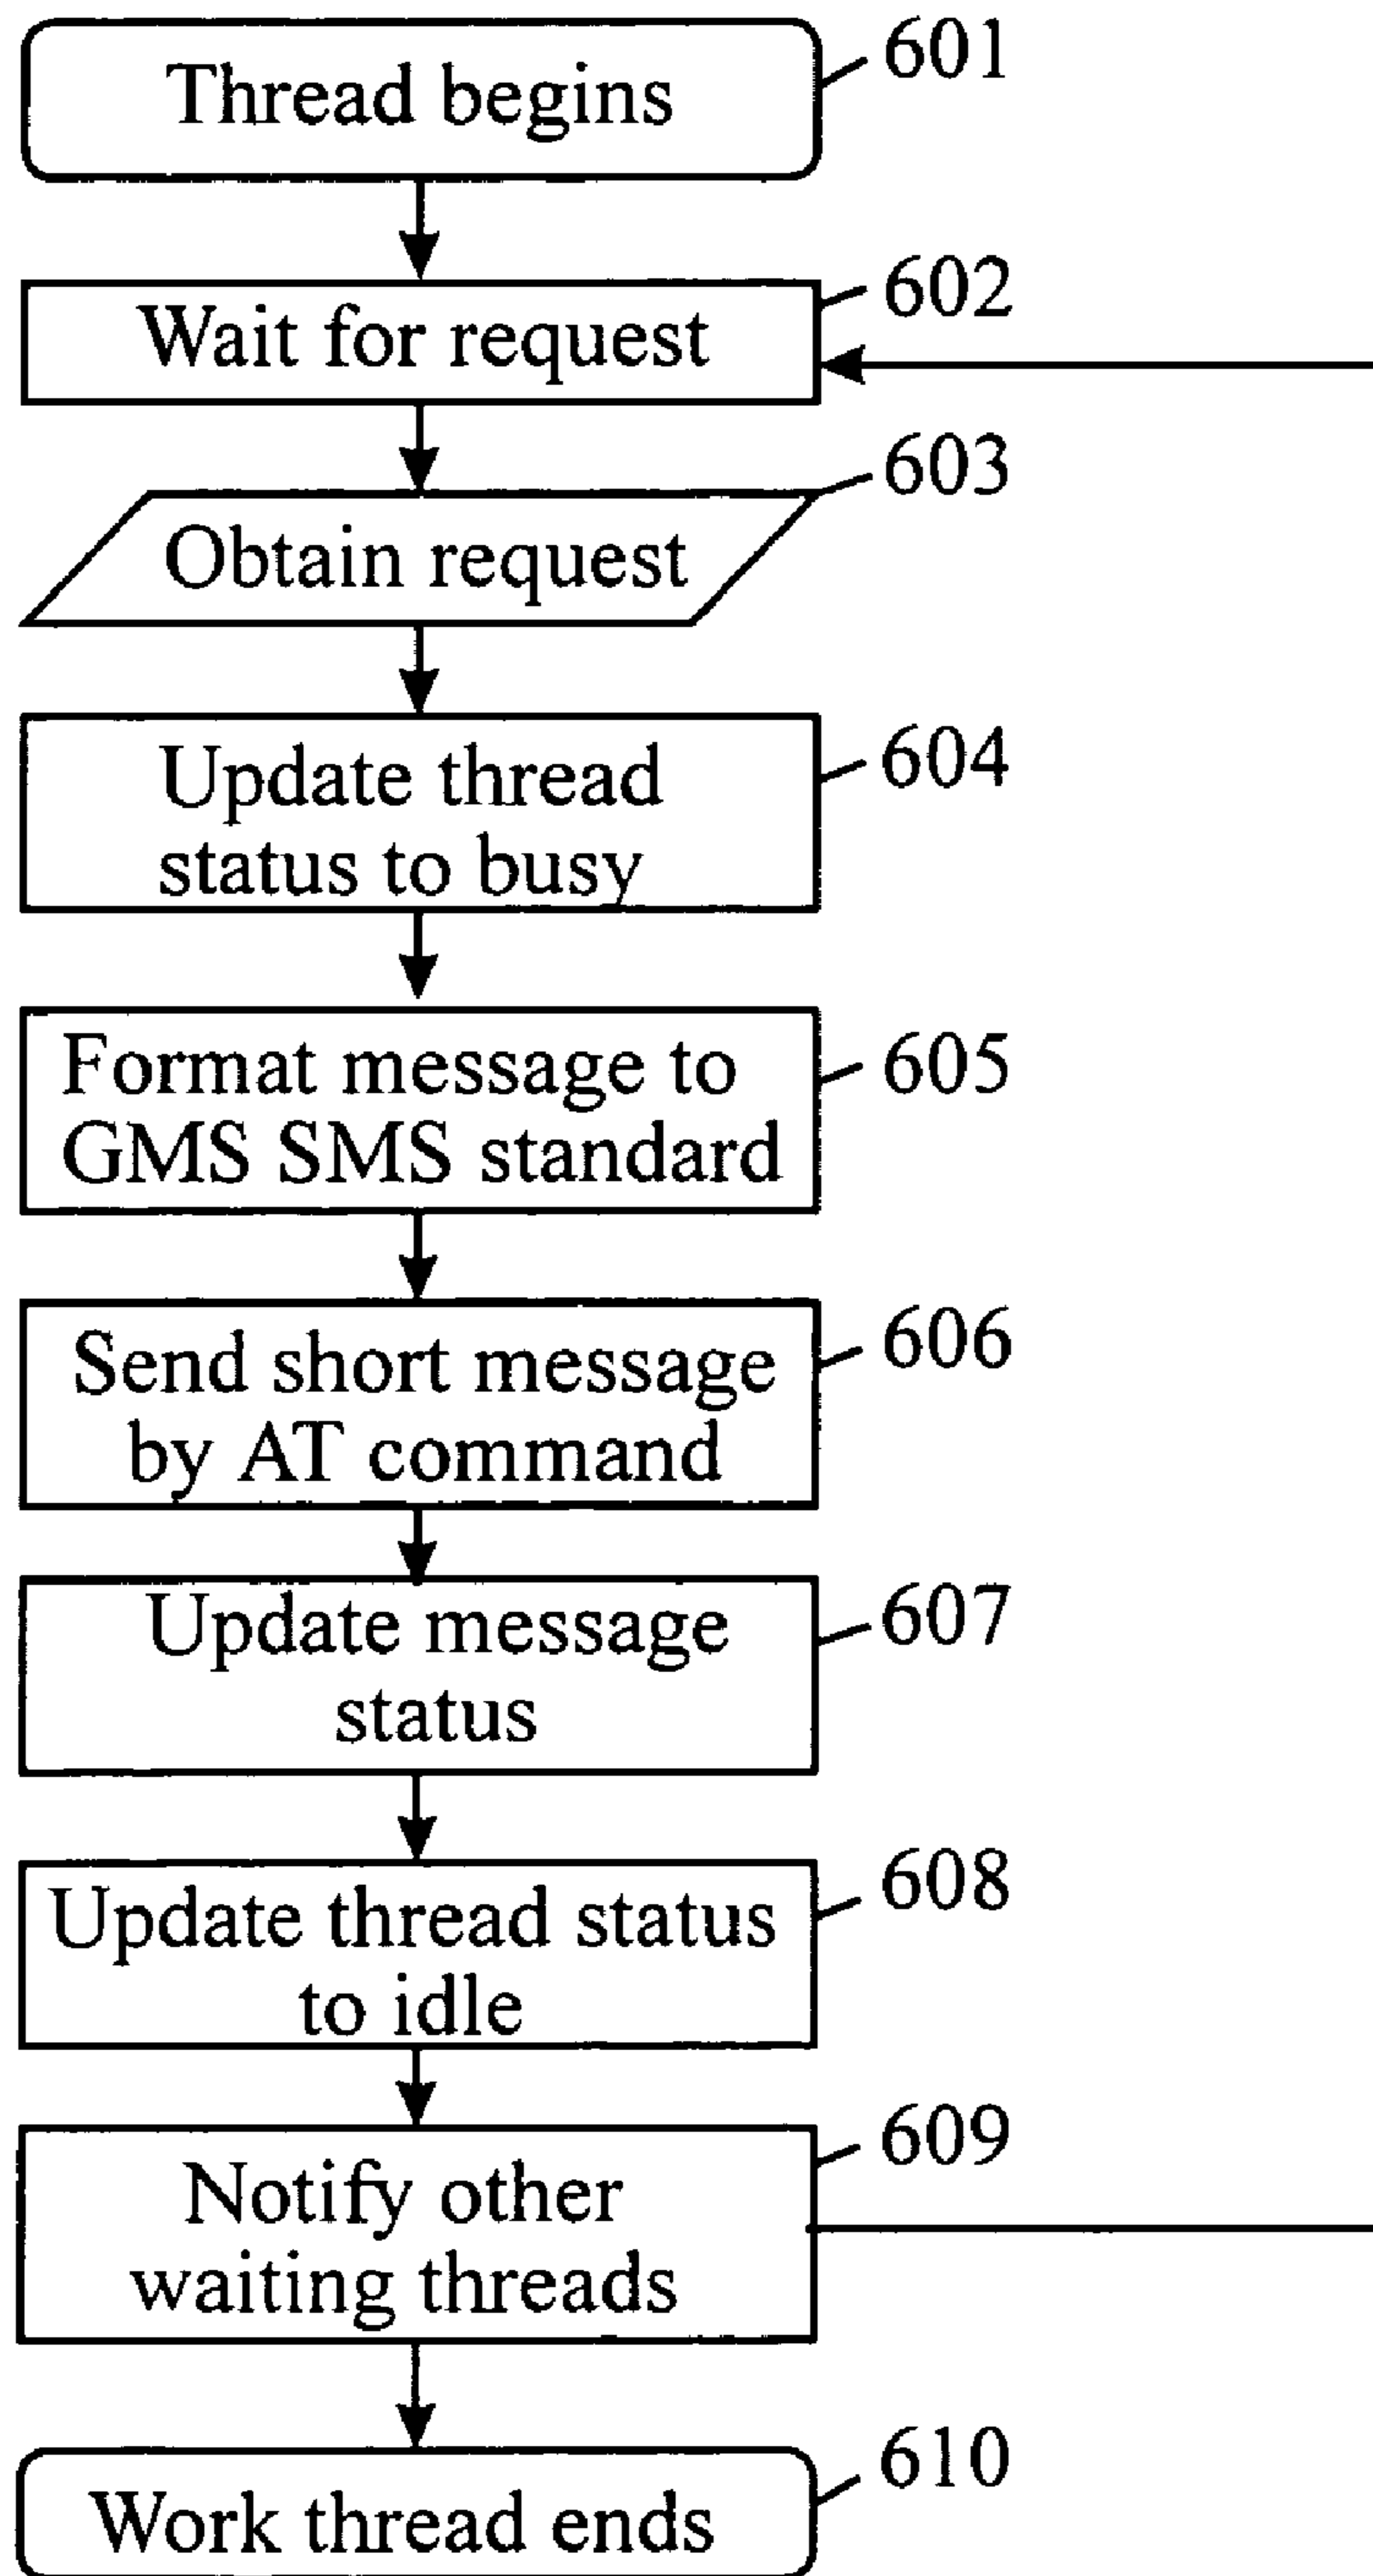 Thread begins
601
Wait for request
602
Obtain request
603
Update thread
status to busy
604
Format message to
GMS SMS standard
605
Send short message
by AT command
606
Update message
status
607
Update thread status
to idle
608
Notify other
waiting threads
609
Work thread ends
610